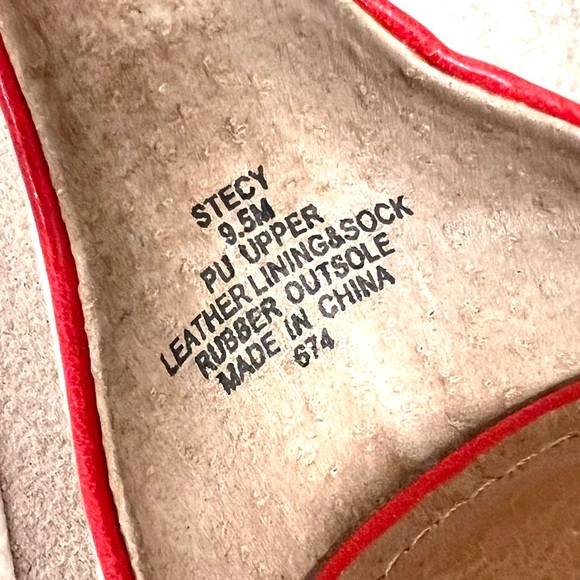 STECY
9.5M
PU UPPER
LEATHER LINING&SOCK
RUBBER OUTSOLE
MADE IN CHINA
674